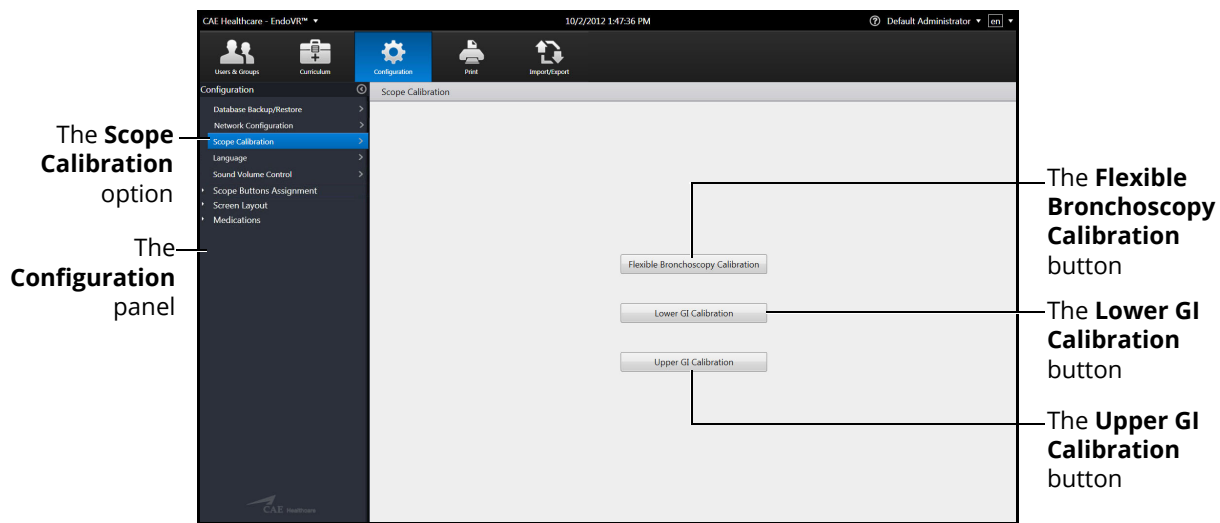 CAE Healthcare - EndoVR™
10/2/2012 1:47:36 PM
Default Administrator
en
Users & Groups
Curriculum
Configuration
Print
Import/Export
Configuration
Scope Calibration
Database Backup/Restore
Network Configuration
Scope Calibration
Language
Sound Volume Control
Scope Buttons Assignment
Screen Layout
Medications
The Scope
Calibration
option
The
Configuration
panel
Flexible Bronchoscopy Calibration
Lower GI Calibration
Upper GI Calibration
The Flexible
Bronchoscopy
Calibration
button
The Lower GI
Calibration
button
The Upper GI
Calibration
button
CAE Healthcare